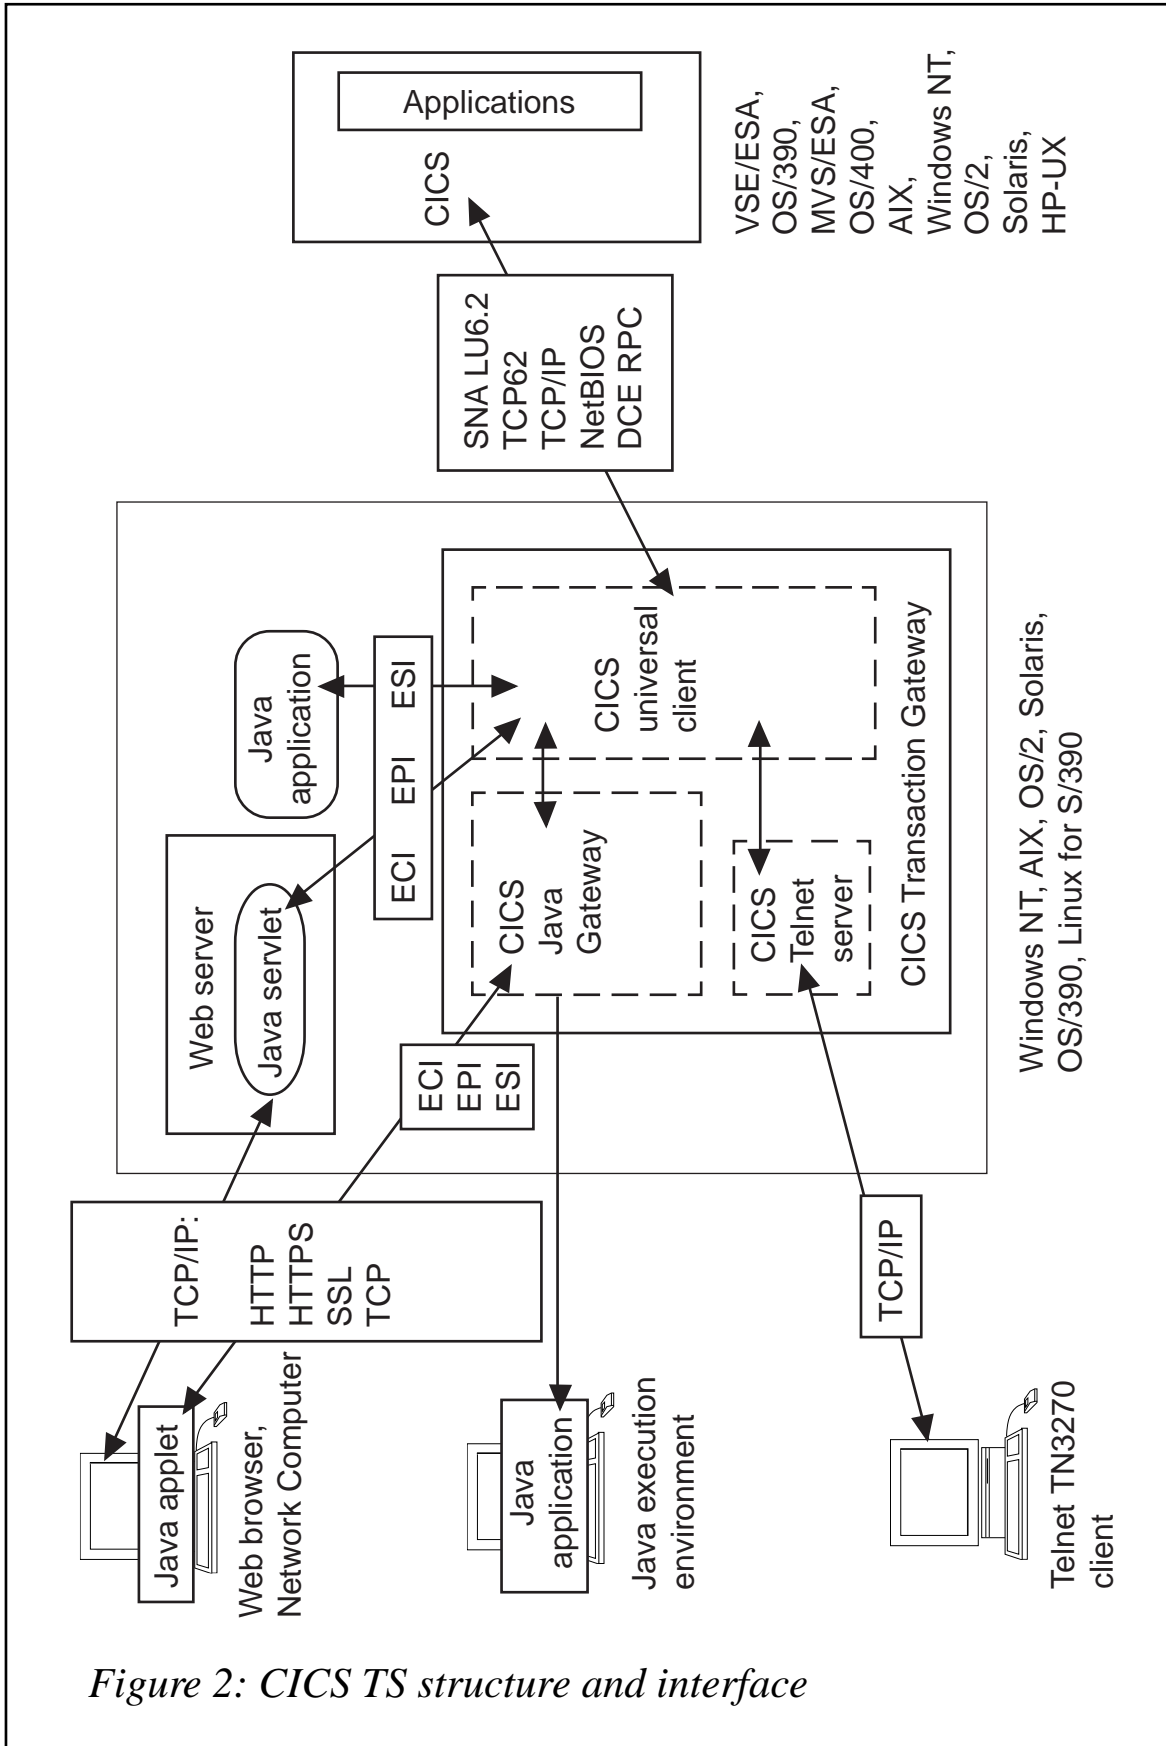 Applications
CICS
VSE/ESA,
OS/390,
MVS/ESA,
OS/400,
AIX,
Windows NT,
OS/2,
Solaris,
HP-UX
SNA LU6.2
TCP62
TCP/IP
NetBIOS
DCE RPC
Java
application
ECI EPI ESI
CICS
universal
client
Web server
Java servlet
CICS
Java
Gateway
CICS
Telnet
server
CICS Transaction Gateway
Windows NT, AIX, OS/2, Solaris,
OS/390, Linux for S/390
ECI
EPI
ESI
TCP/IP:
HTTP
HTTPS
SSL
TCP
TCP/IP
Java applet
Web browser,
Network Computer
Java
application
Java execution
environment
Telnet TN3270
client
Figure 2: CICS TS structure and interface